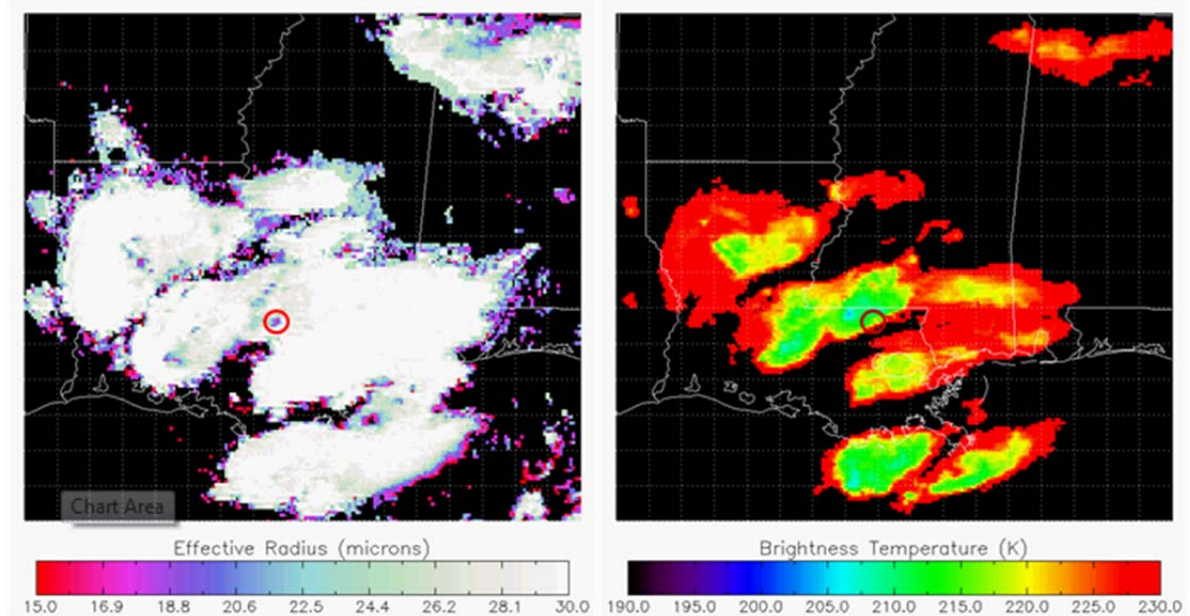 Chart Area
Effective Radius (microns)
15.0 16.9 18.8 20.6 22.5 24.4 26.2 28.1 30.0
Brightness Temperature (K)
190.0 195.0 200.0 205.0 210.0 215.0 220.0 225.0 230.0